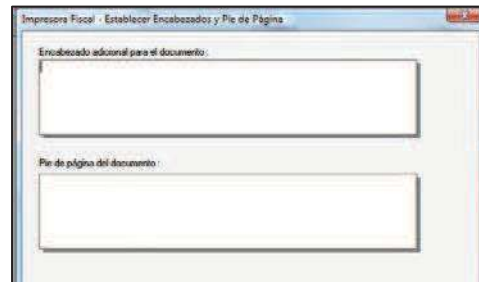 Impresora Fiscal - Establecer Encabezados y Pie de Página
Encabezado adicional para el documento :
Pie de página del documento :